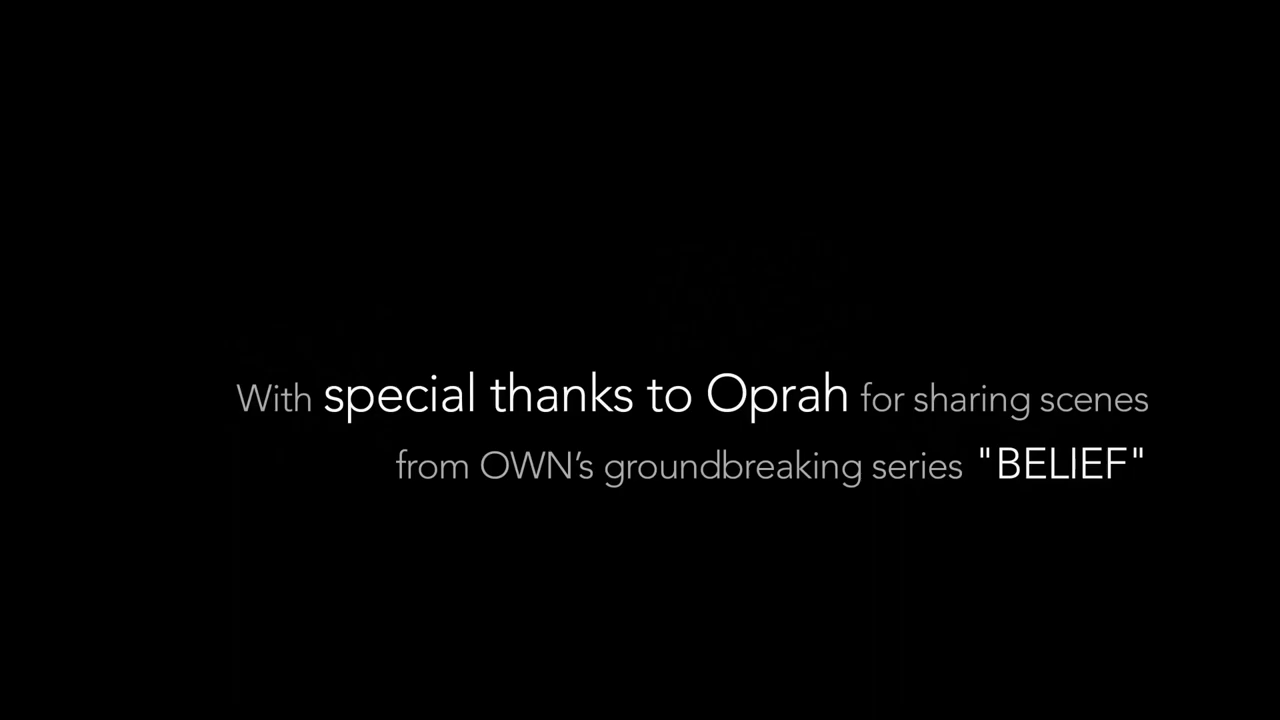 With special thanks to Oprah for sharing scenes
from OWN’s groundbreaking series "BELIEF"